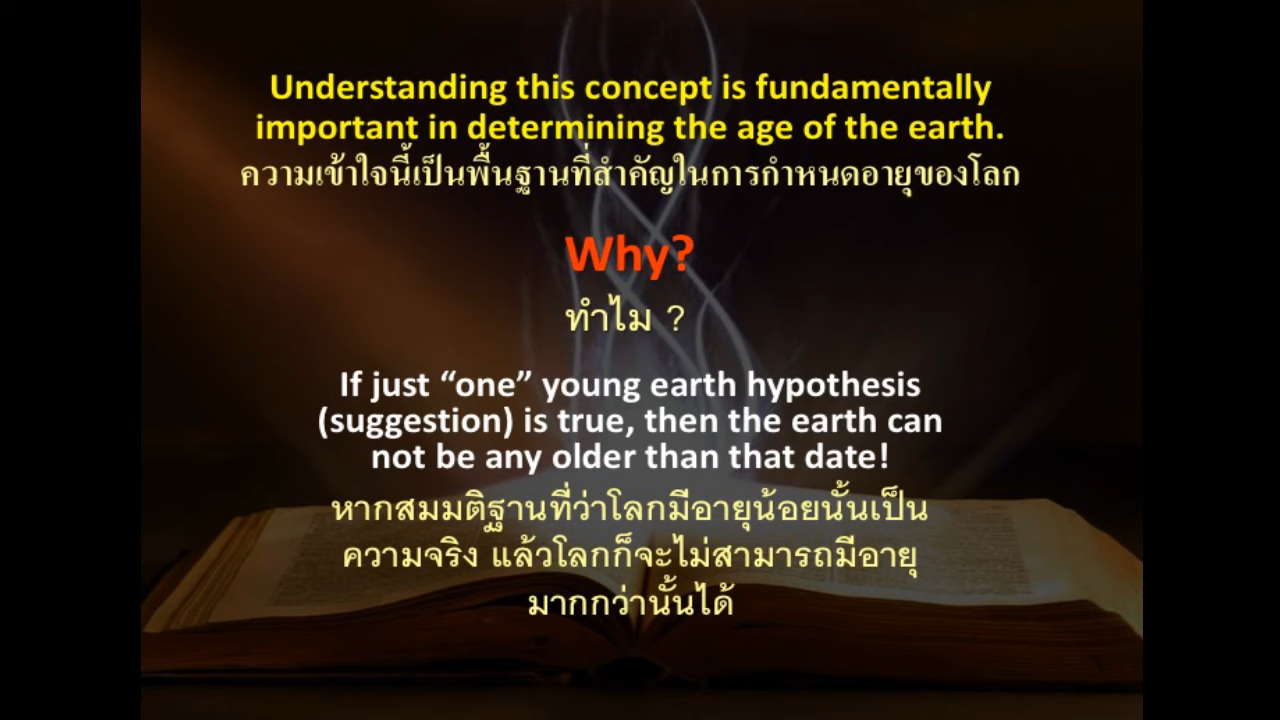 Understanding this concept is fundamentally
important in determining the age of the earth.
ความเข้าใจนี้เป็นพื้นฐานที่สำคัญในการกำหนดอายุของโลก
Why?
ทำไม ?
If just “one” young earth hypothesis
(suggestion) is true, then the earth can
not be any older than that date!
หากสมมติฐานที่ว่าโลกมีอายุน้อยนั้นเป็น
ความจริง แล้วโลกก็จะไม่สามารถมีอายุ
มากกว่านั้นได้